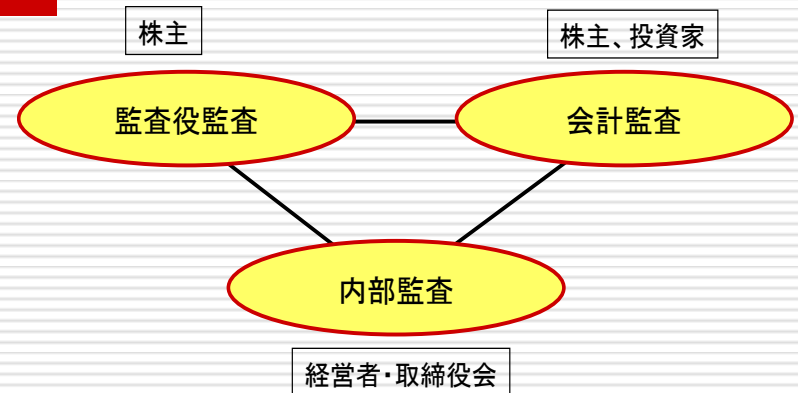 株主
株主、投資家
監査役監査
会計監査
内部監査
経営者・取締役会